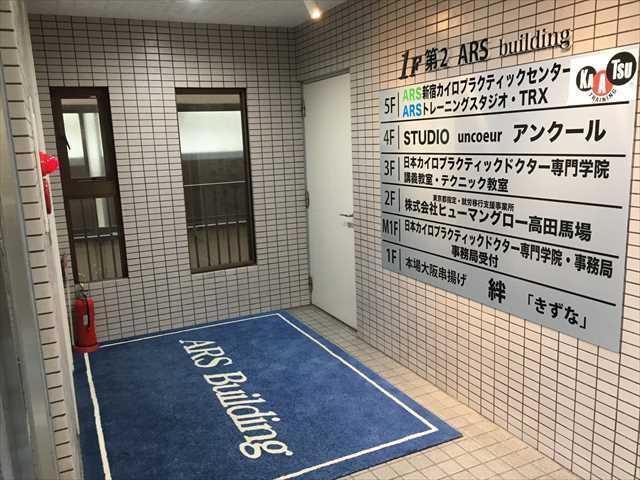 1F 第2 ARS building
KAATSU
TRAINING
5F ARS新宿カイロプラクティックセンター
ARSトレーニングスタジオ・TRX
4F STUDIO uncoeur アンクール
3F 日本カイロプラクティックドクター専門学院
講義教室・テクニック教室
2F 東京都指定・就労移行支援事業所
株式会社ヒューマングロー高田馬場
M1F 日本カイロプラクティックドクター専門学院・事務局
事務局受付
1F 本場大阪串揚げ 絆 「きずな」
ARS Building